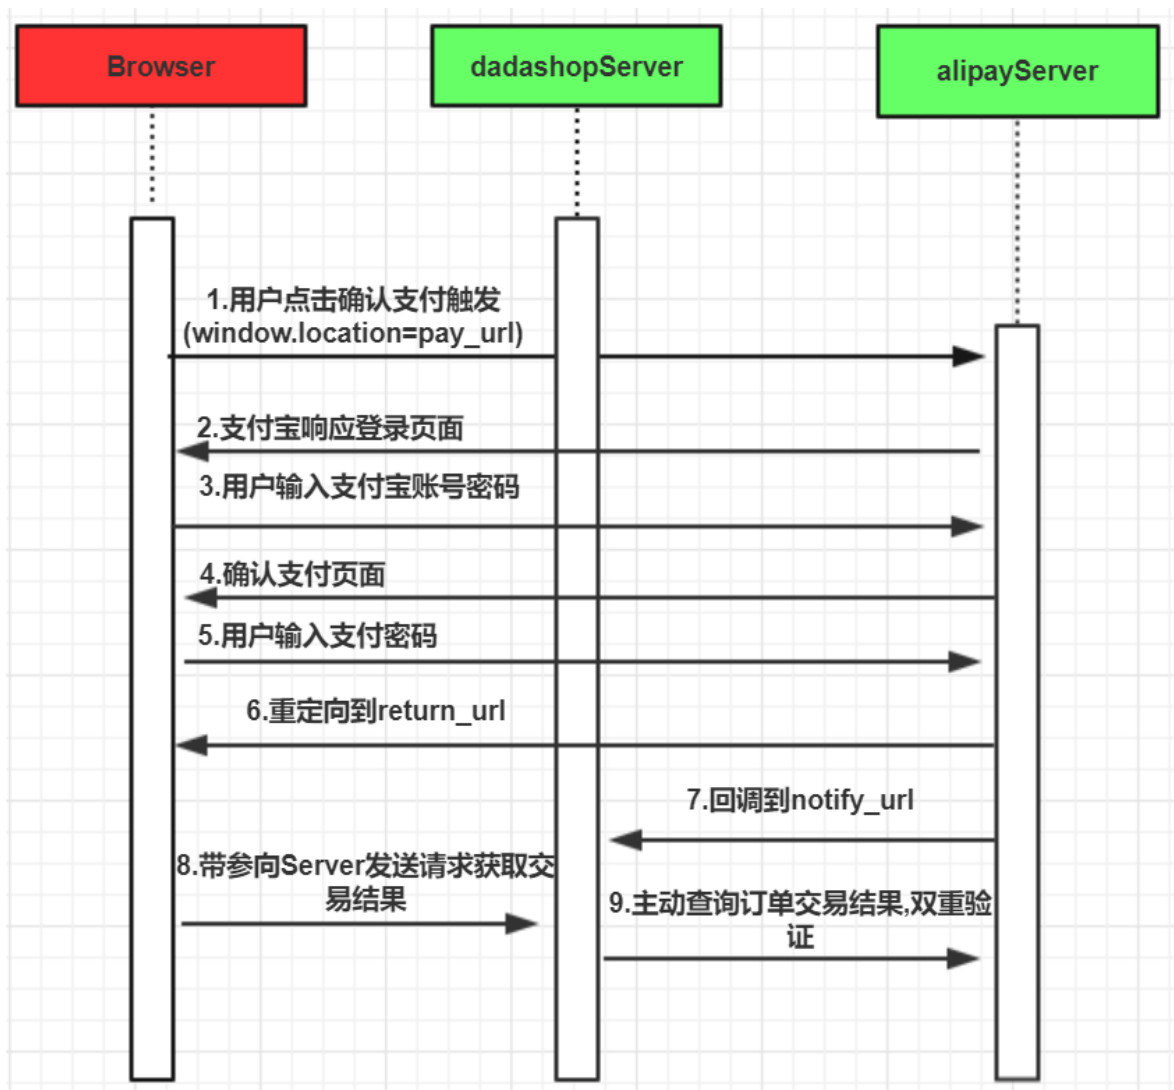 Browser
dadashopServer
alipayServer
1.用户点击确认支付触发
(window.location=pay_url)
2.支付宝响应登录页面
3.用户输入支付宝账号密码
4.确认支付页面
5.用户输入支付密码
6.重定向到return_url
7.回调到notify_url
8.带参向Server发送请求获取交
易结果
9.主动查询订单交易结果,双重验
证